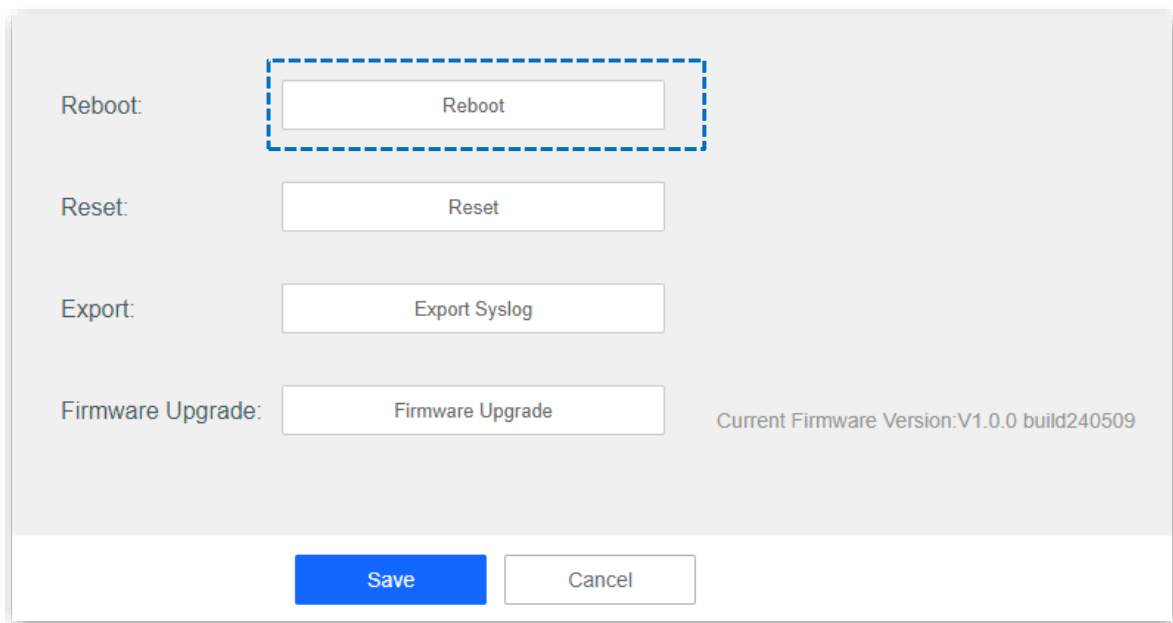 Reboot: Reboot
Reset: Reset
Export: Export Syslog
Firmware Upgrade: Firmware Upgrade Current Firmware Version:V1.0.0 build240509
Save Cancel